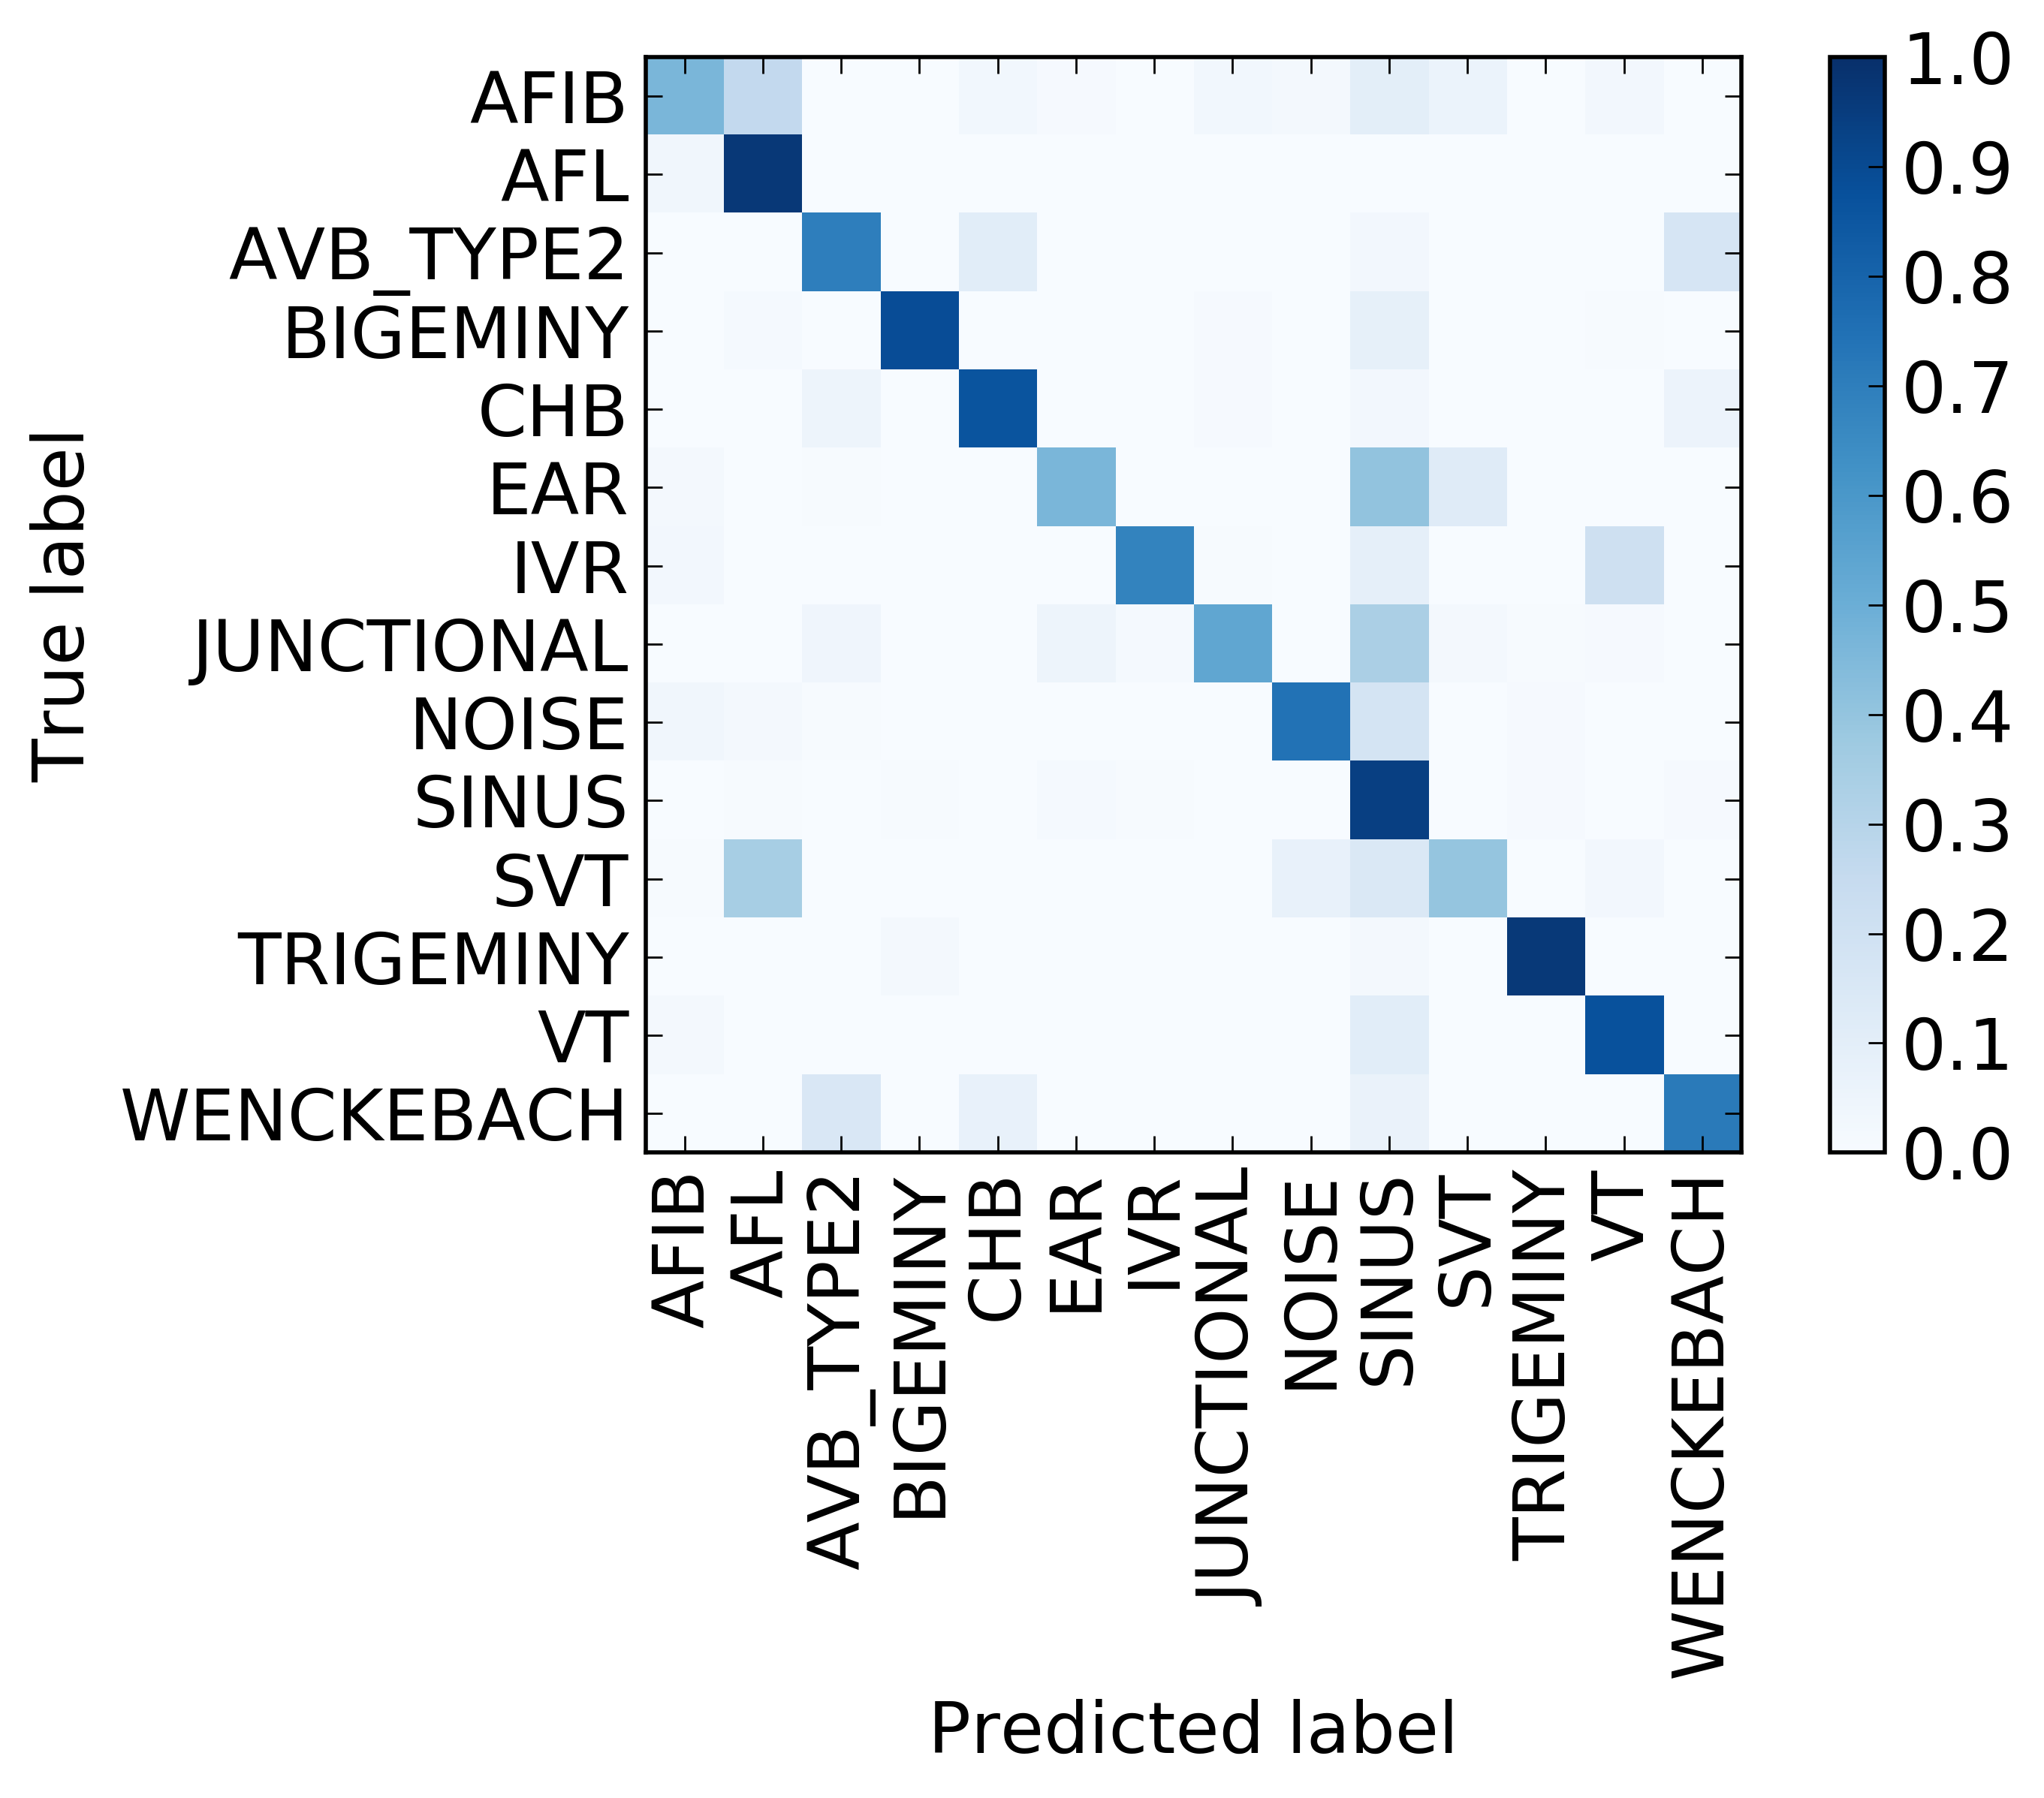 True label
AFIB
AFL
AVB_TYPE2
BIGEMINY
CHB
EAR
IVR
JUNCTIONAL
NOISE
SINUS
SVT
TRIGEMINY
VT
WENCKEBACH
AFIB
AFL
AVB_TYPE2
BIGEMINY
CHB
EAR
IVR
JUNCTIONAL
NOISE
SINUS
SVT
TRIGEMINY
VT
WENCKEBACH
Predicted label
1.0
0.9
0.8
0.7
0.6
0.5
0.4
0.3
0.2
0.1
0.0